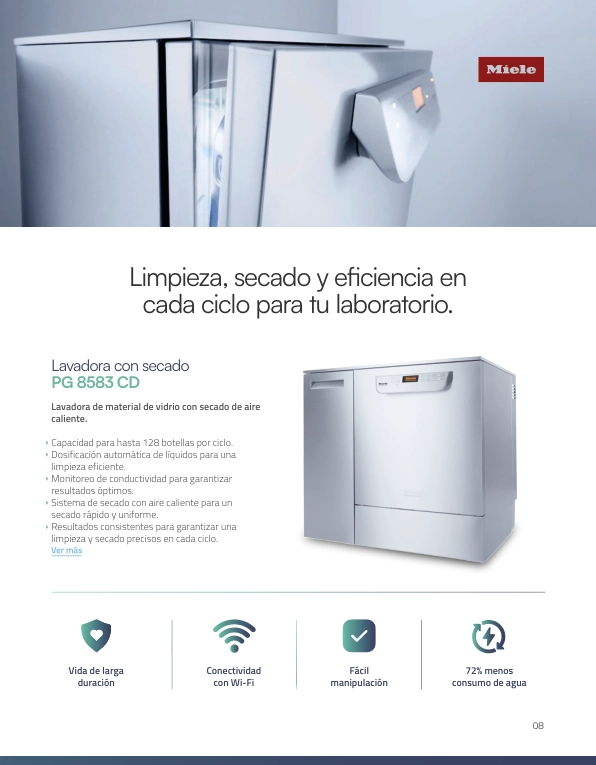 Miele
Limpieza, secado y eficiencia en
cada ciclo para tu laboratorio.
Lavadora con secado
PG 8583 CD
Lavadora de material de vidrio con secado de aire
caliente.
Capacidad para hasta 128 botellas por ciclo.
Dosificación automática de líquidos para una
limpieza eficiente.
Monitoreo de conductividad para garantizar
resultados óptimos.
Sistema de secado con aire caliente para un
secado rápido y uniforme.
Resultados consistentes para garantizar una
limpieza y secado precisos en cada ciclo.
Ver más
Vida de larga
duración
Conectividad
con Wi-Fi
Fácil
manipulación
72% menos
consumo de agua
08